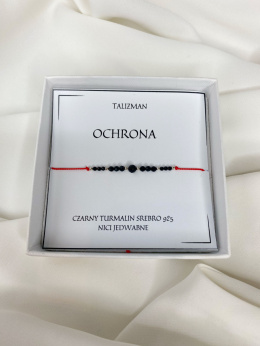 TALIZMAN
OCHRONA
CZARNY TURMALIN SREBRO 925
NICI JEDWABNE